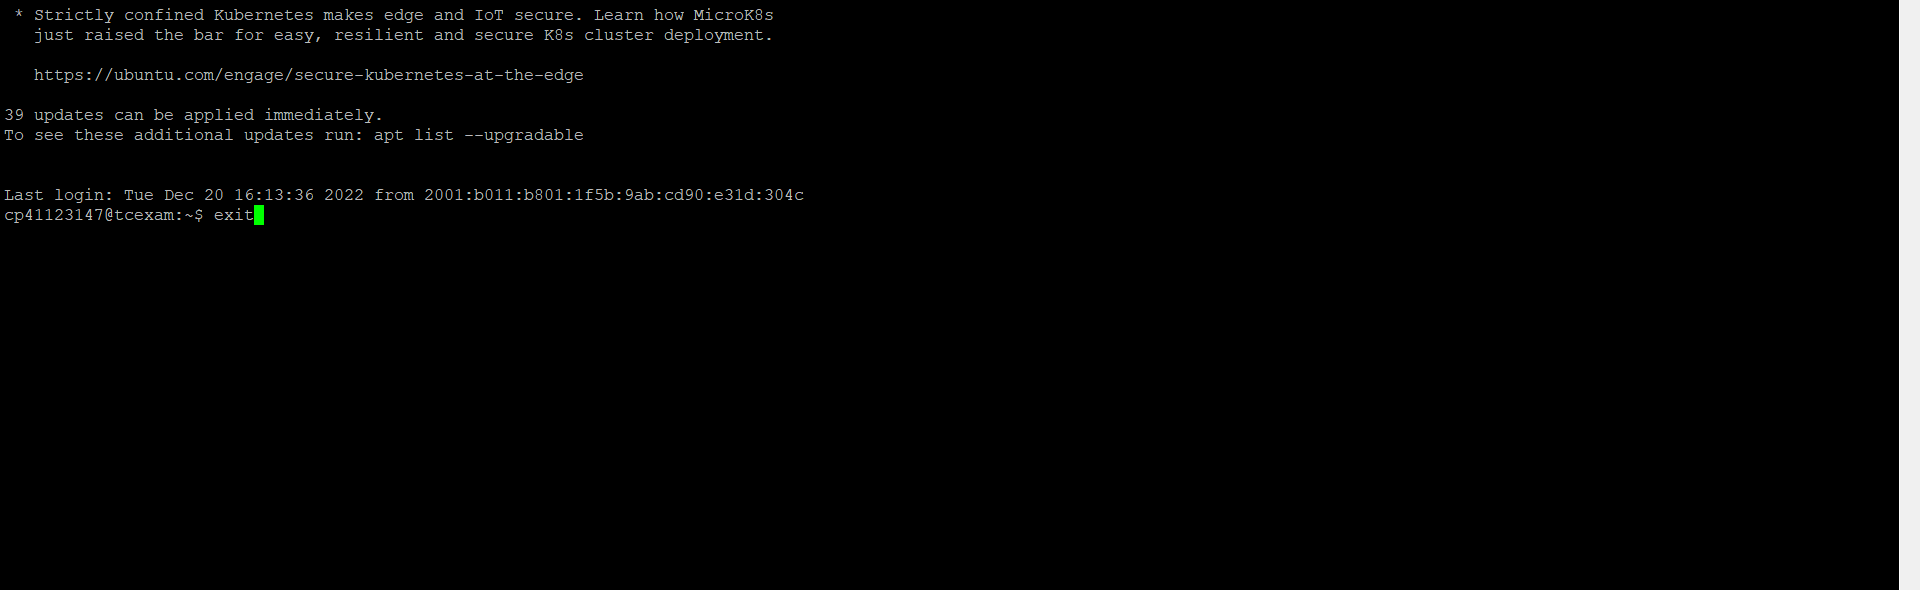 * Strictly confined Kubernetes makes edge and IoT secure. Learn how MicroK8s
just raised the bar for easy, resilient and secure K8s cluster deployment.
https://ubuntu.com/engage/secure-kubernetes-at-the-edge
39 updates can be applied immediately.
To see these additional updates run: apt list --upgradable
Last login: Tue Dec 20 16:13:36 2022 from 2001:b011:b801:1f5b:9ab:cd90:e31d:304c
cp41123147@tcexam:~$ exit